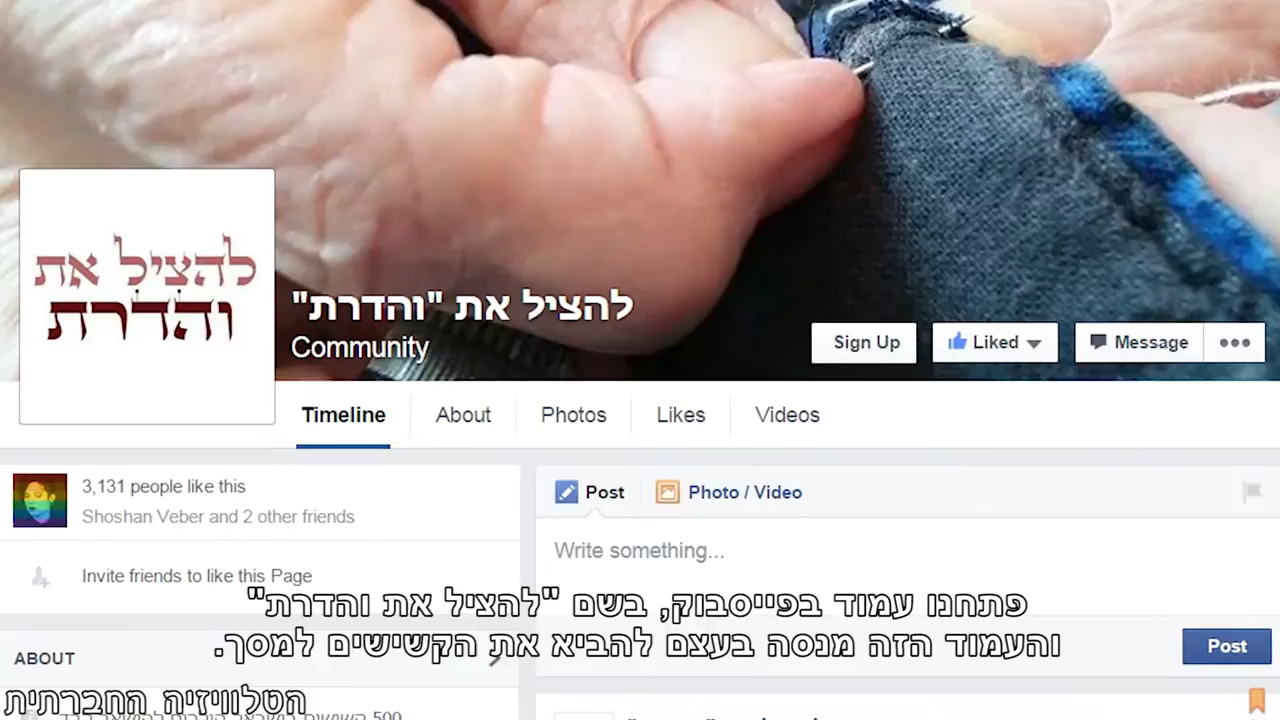 להציל את
והדרת
להציל את "והדרת"
Community
Sign Up
Liked
Message
Timeline
About
Photos
Likes
Videos
3,131 people like this
Shoshan Veber and 2 other friends
Invite friends to like this Page
Post
Photo / Video
Write something...
Post
ABOUT
פתחנו עמוד בפייסבוק, בשם "להציל את והדרת"
והעמוד הזה מנסה בעצם להביא את הקשישים למסך.
הטלוויזיה החברתית